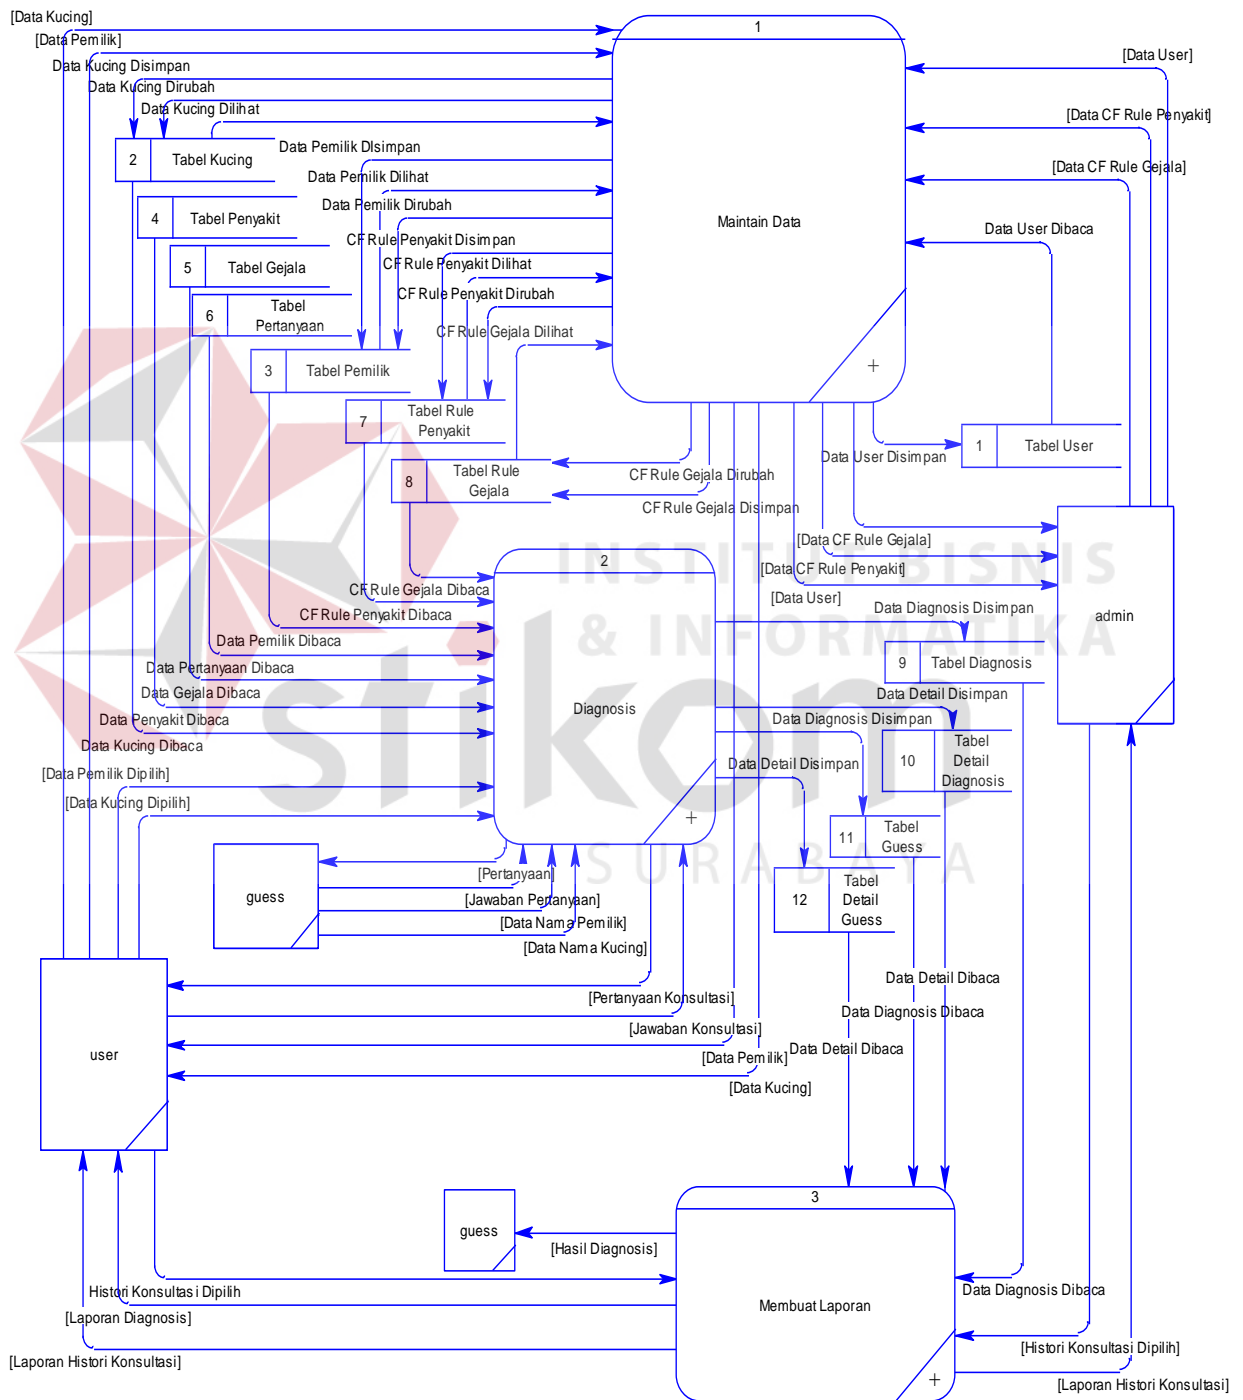 [Data Kucing]
1
[Data Pemilik]
[Data User]
Data Kucing Disimpan
Data Kucing Dirubah
Data Kucing Dilihat
[Data CF Rule Penyakit]
2 Tabel Kucing
Data Pemilik DIsimpan
[Data CF Rule Gejala]
Data Pemilik Dilihat
4 Tabel Penyakit
Data Pemilik Dirubah
Maintain Data
Data User Dibaca
CF Rule Penyakit Disimpan
5 Tabel Gejala
CF Rule Penyakit Dilihat
CF Rule Penyakit Dirubah
6 Tabel
Pertanyaan
CF Rule Gejala Dilihat
3 Tabel Pemilik
+
7 Tabel Rule
Penyakit
1 Tabel User
Data User Disimpan
8 Tabel Rule
Gejala
CF Rule Gejala Dirubah
CF Rule Gejala Disimpan
[Data CF Rule Gejala]
INSTITUT BISNIS
2
[Data CF Rule Penyakit]
CF Rule Gejala Dibaca
[Data User]
Data Diagnosis Disimpan
CF Rule Penyakit Dibaca
admin
& INFORMATIKA
Data Pemilik Dibaca
9 Tabel Diagnosis
Data Pertanyaan Dibaca
Data Gejala Dibaca
Data Detail Disimpan
stikom
Diagnosis
Data Penyakit Dibaca
Data Diagnosis Disimpan
Data Kucing Dibaca
10 Tabel
Detail
Diagnosis
Data Detail Disimpan
[Data Pemilik Dipilih]
[Data Kucing Dipilih]
+
11 Tabel
Guess
SURABAYA
[Pertanyaan]
guess
[Jawaban Pertanyaan]
12 Tabel
Detail
Guess
[Data Nama Pemilik]
[Data Nama Kucing]
Data Detail Dibaca
[Pertanyaan Konsultasi]
Data Diagnosis Dibaca
[Jawaban Konsultasi]
user
Data Detail Dibaca
[Data Pemilik]
[Data Kucing]
3
guess
[Hasil Diagnosis]
Histori Konsultasi Dipilih
Data Diagnosis Dibaca
Membuat Laporan
[Laporan Diagnosis]
[Histori Konsultasi Dipilih]
[Laporan Histori Konsultasi]
+
[Laporan Histori Konsultasi]